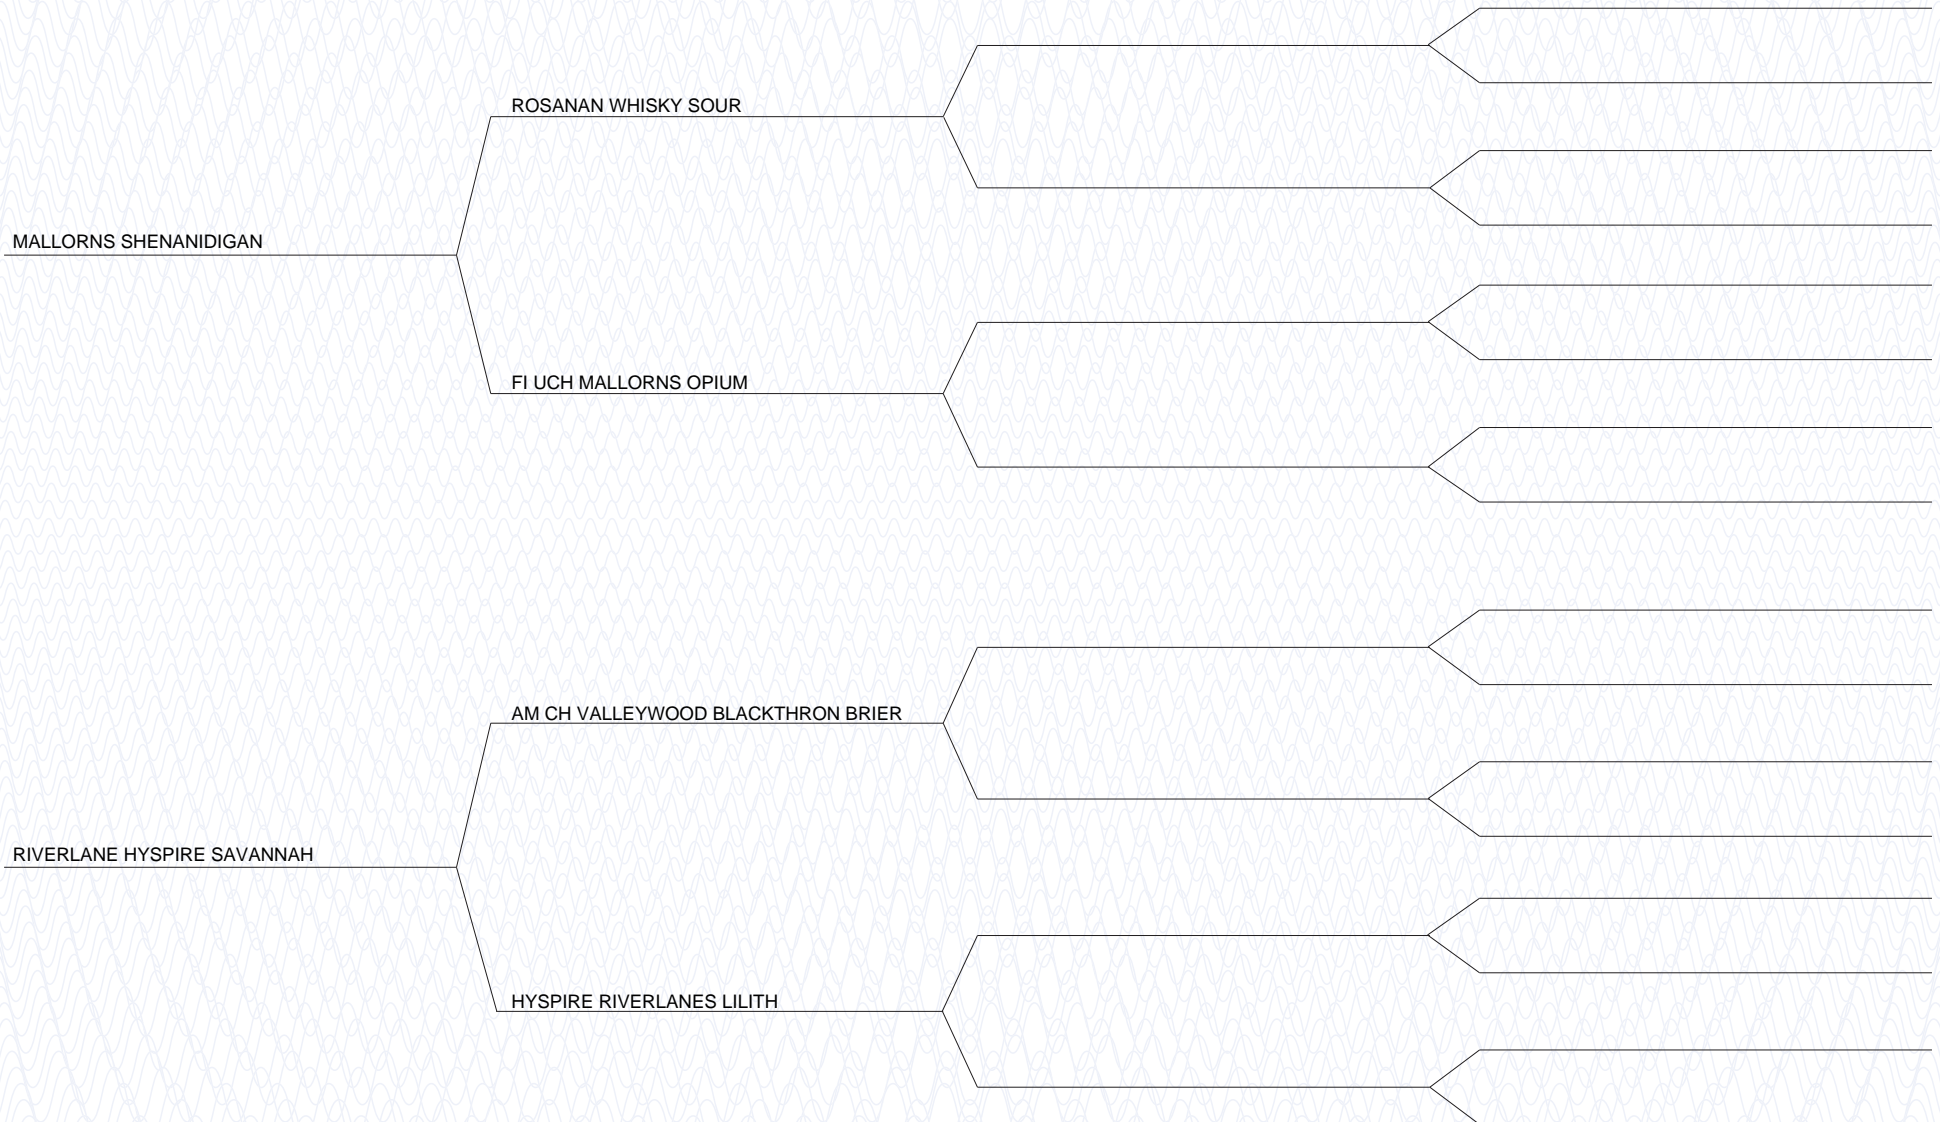 ROSANAN WHISKY SOUR
MALLORNS SHENANIDIGAN
FI UCH MALLORNS OPIUM
AM CH VALLEYWOOD BLACKTHRON BRIER
RIVERLANE HYSPIRE SAVANNAH
HYSPIRE RIVERLANES LILITH